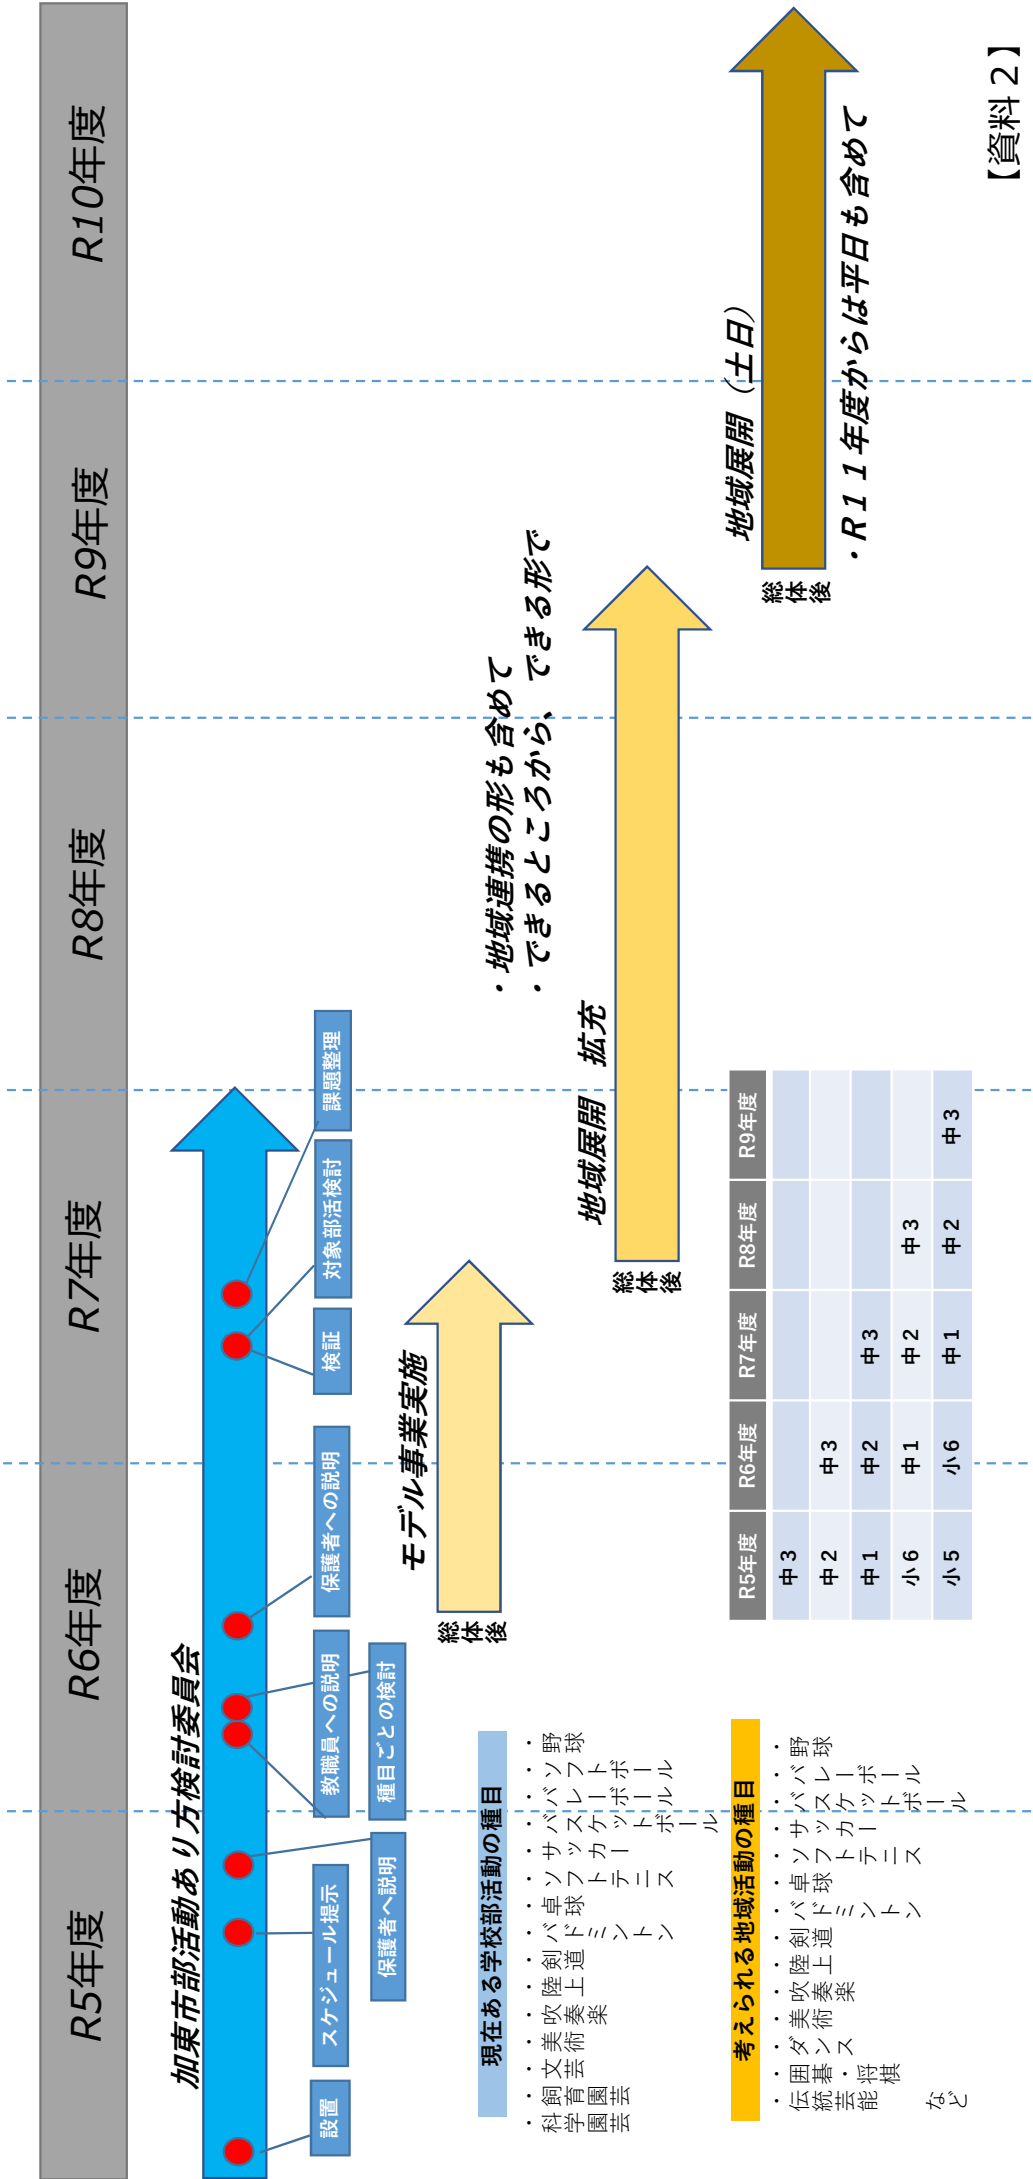 R5年度
R6年度
R7年度
R8年度
R9年度
R10年度
加東市部活動あり方検討委員会
設置
スケジュール提示
保護者へ説明
教職員への説明
種目ごとの検討
保護者への説明
検証
対象部活検討
課題整理
モデル事業実施
総体後
・地域連携の形も含めて
・できるところから、できる形で
地域展開　拡充
総体後
地域展開（土日）
総体後
・R１１年度からは平日も含めて
現在ある学校部活動の種目
・野球
・ソフトボール
・バレーボール
・バスケットボール
・サッカー
・ソフトテニス
・卓球
・バドミントン
・剣道
・陸上
・吹奏楽
・美術
・文芸
・飼育園芸
・科学園芸
考えられる地域活動の種目
・野球
・バレーボール
・バスケットボール
・サッカー
・ソフトテニス
・卓球
・バドミントン
・剣道
・陸上
・吹奏楽
・美術
・ダンス
・囲碁・将棋
・伝統芸能　など
R5年度 R6年度 R7年度 R8年度 R9年度
中３
中２ 中３
中１ 中２ 中３
小６ 中１ 中２ 中３
小５ 小６ 中１ 中２ 中３
【資料２】